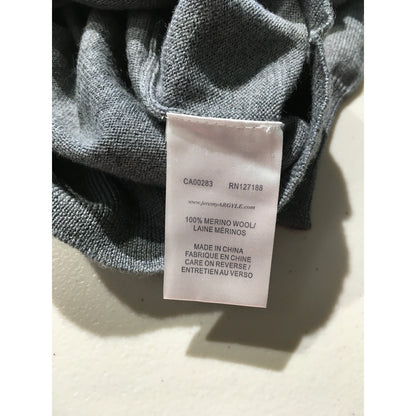 CA00283 RN127188
www.jeremyARGYLE.com
100% MERINO WOOL/
LAINE MÉRINOS
MADE IN CHINA
FABRIQUE EN CHINE
CARE ON REVERSE /
ENTRETIEN AU VERSO